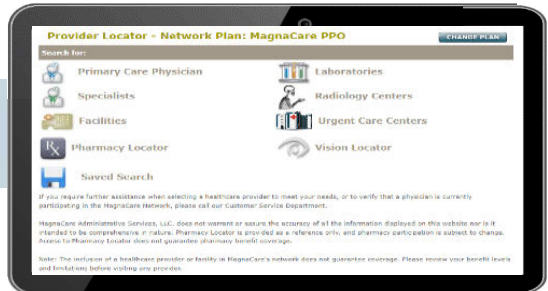 Provider Locator - Network Plan: MagnaCare PPO
CHANGE PLAN
Search for:
Primary Care Physician
Laboratories
Specialists
Radiology Centers
Facilities
Urgent Care Centers
Rx
Pharmacy Locator
Vision Locator
Saved Search
If you require further assistance when selecting a healthcare provider to meet your needs, or to verify that a physician is currently
participating in the MagnaCare Network, please call our Customer Service Department.
MagnaCare Administrative Services, LLC. does not warrant or assure the accuracy of all the information displayed on this website nor is it
intended to be comprehensive in nature. Pharmacy Locator is provided as a reference only, and pharmacy participation is subject to change.
Access to Pharmacy Locator does not guarantee pharmacy benefit coverage.
Note: The inclusion of a healthcare provider or facility in MagnaCare's network does not guarantee coverage. Please review your benefit levels
and limitations before visiting any provider.